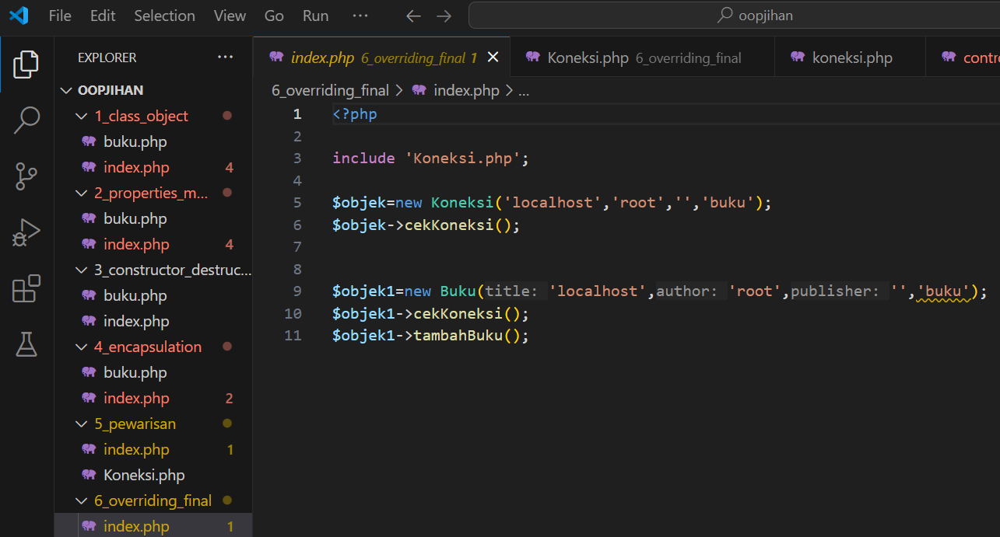 File Edit Selection View Go Run ··· ← → oopjihan
EXPLORER ···
index.php 6_overriding_final 1 × Koneksi.php 6_overriding_final koneksi.php contro
OOPJIHAN
1_class_object
buku.php
index.php 4
2_properties_m...
buku.php
index.php 4
3_constructor_destruc...
buku.php
index.php
4_encapsulation
buku.php
index.php 2
5_pewarisan
index.php 1
Koneksi.php
6_overriding_final
index.php 1
6_overriding_final > index.php > ...
1 <?php
2
3 include 'Koneksi.php';
4
5 $objek=new Koneksi('localhost','root','','buku');
6 $objek->cekKoneksi();
7
8
9 $objek1=new Buku(title: 'localhost',author: 'root',publisher: '','buku');
10 $objek1->cekKoneksi();
11 $objek1->tambahBuku();